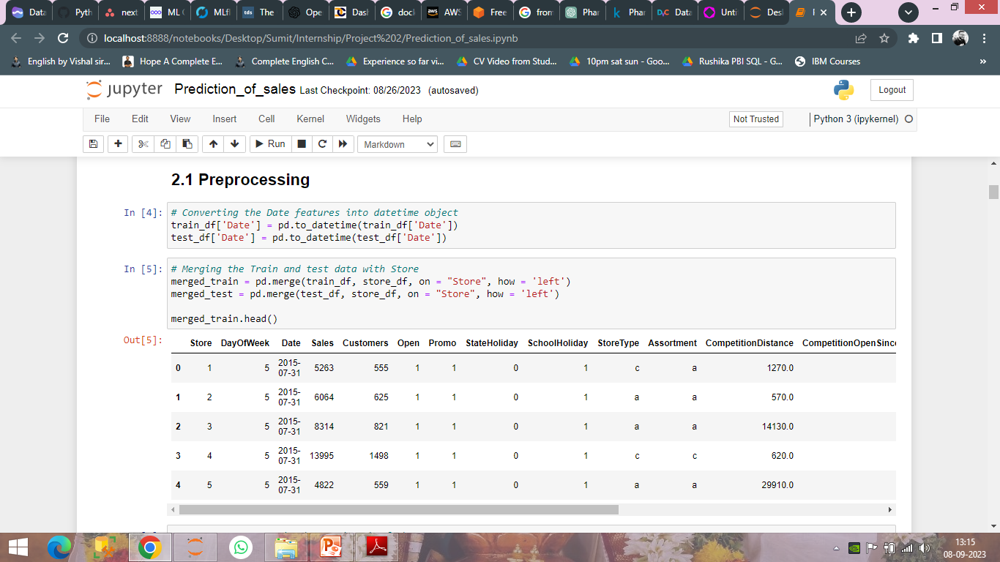 Data
Pyth
next
ML
MLf
tds The
Ope
Dasl
doc
aws AWS
Free
from
Phar
k Phar
DVC Data
Unti
Des
localhost:8888/notebooks/Desktop/Sumit/Internship/Project%202/Prediction_of_sales.ipynb
English by Vishal sir...
Hope A Complete E...
Complete English C...
Experience so far vi...
CV Video from Stud...
10pm sat sun - Goo...
Rushika PBI SQL - G...
IBM Courses
»
jupyter Prediction_of_sales Last Checkpoint: 08/26/2023 (autosaved)
Logout
File Edit View Insert Cell Kernel Widgets Help
Not Trusted
Python 3 (ipykernel)
Run
Markdown
2.1 Preprocessing
In [4]:
# Converting the Date features into datetime object
train_df['Date'] = pd.to_datetime(train_df['Date'])
test_df['Date'] = pd.to_datetime(test_df['Date'])
In [5]:
# Merging the Train and test data with Store
merged_train = pd.merge(train_df, store_df, on = "Store", how = 'left')
merged_test = pd.merge(test_df, store_df, on = "Store", how = 'left')
merged_train.head()
Out[5]:
Store DayOfWeek Date Sales Customers Open Promo StateHoliday SchoolHoliday StoreType Assortment CompetitionDistance CompetitionOpenSince
0 1 5 2015-07-31 5263 555 1 1 0 1 c a 1270.0
1 2 5 2015-07-31 6064 625 1 1 0 1 a a 570.0
2 3 5 2015-07-31 8314 821 1 1 0 1 a a 14130.0
3 4 5 2015-07-31 13995 1498 1 1 0 1 c c 620.0
4 5 5 2015-07-31 4822 559 1 1 0 1 a a 29910.0
13:15
08-09-2023